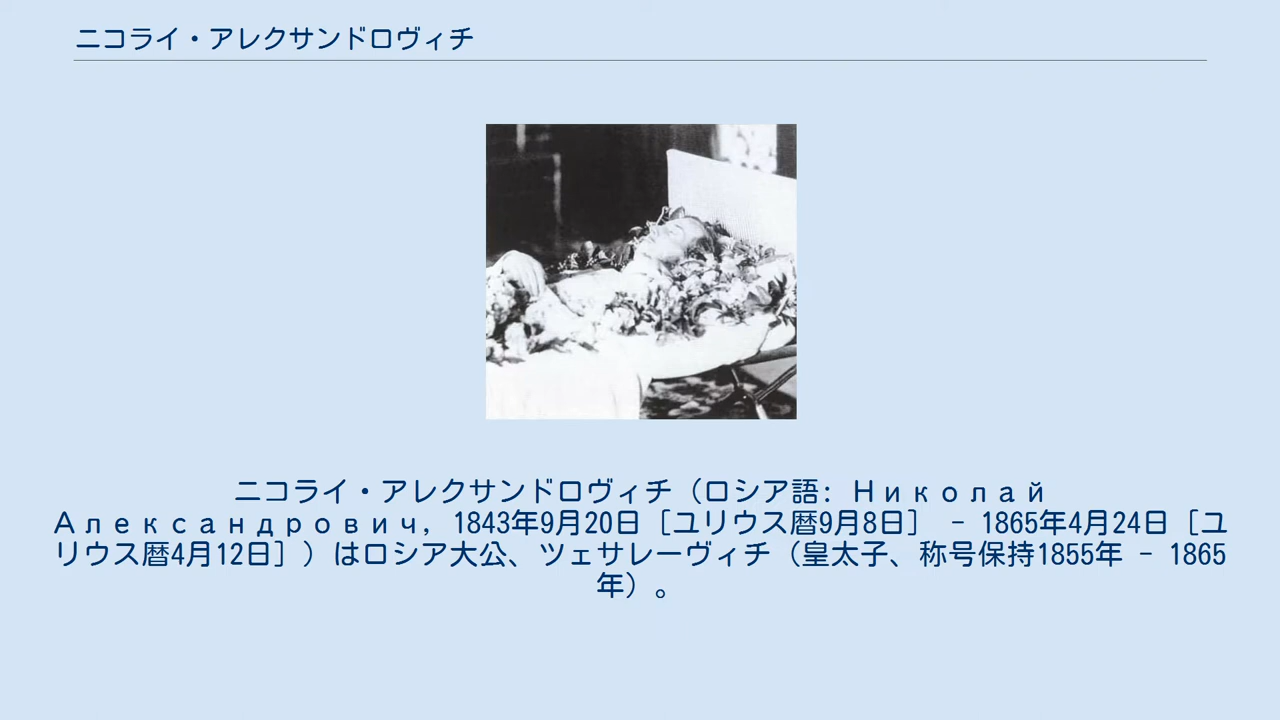 ニコライ・アレクサンドロヴィチ
ニコライ・アレクサンドロヴィチ（ロシア語: Николай
Александрович, 1843年9月20日［ユリウス暦9月8日］ - 1865年4月24日［ユ
リウス暦4月12日］）はロシア大公、ツェサレーヴィチ（皇太子、称号保持1855年 - 1865
年）。